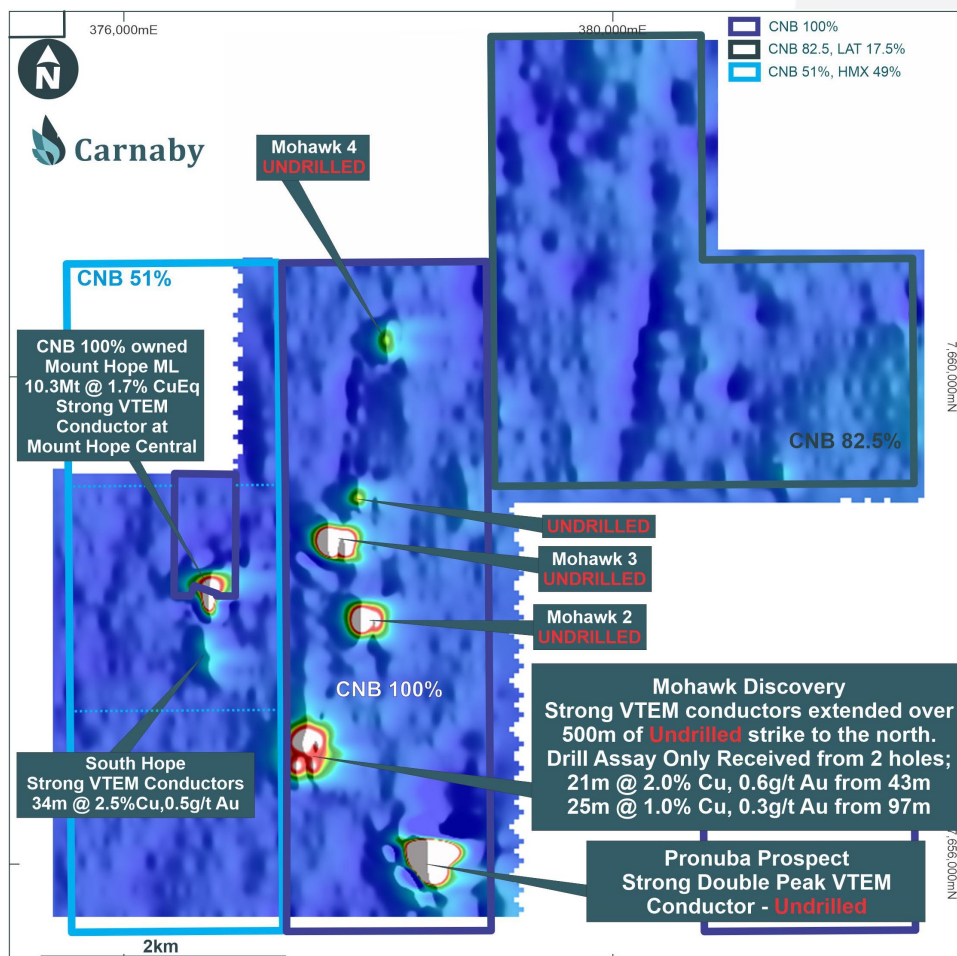 376,000mE
380,000mE
CNB 100%
CNB 82.5, LAT 17.5%
CNB 51%, HMX 49%
N
Carnaby
Mohawk 4
UNDRILLED
CNB 51%
CNB 100% owned
Mount Hope ML
10.3Mt @ 1.7% CuEq
Strong VTEM
Conductor at
Mount Hope Central
7,660,000mN
CNB 82.5%
UNDRILLED
Mohawk 3
UNDRILLED
Mohawk 2
UNDRILLED
CNB 100%
Mohawk Discovery
Strong VTEM conductors extended over
500m of Undrilled strike to the north.
Drill Assay Only Received from 2 holes;
21m @ 2.0% Cu, 0.6g/t Au from 43m
25m @ 1.0% Cu, 0.3g/t Au from 97m
South Hope
Strong VTEM Conductors
34m @ 2.5%Cu,0.5g/t Au
7,656,000mN
Pronuba Prospect
Strong Double Peak VTEM
Conductor - Undrilled
2km